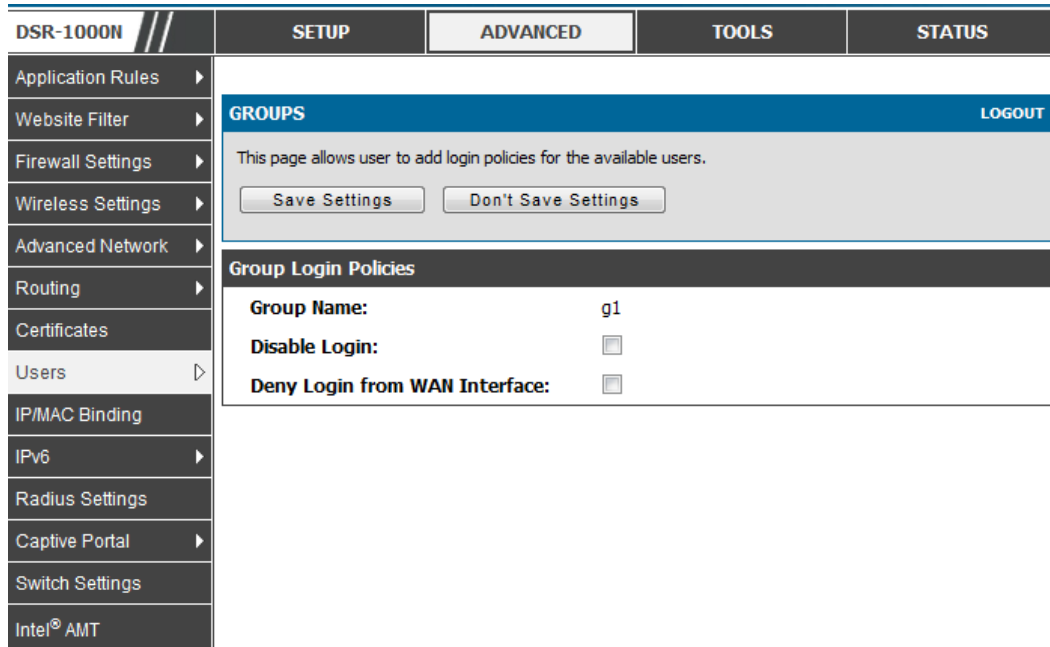 DSR-1000N
SETUP
ADVANCED
TOOLS
STATUS
Application Rules
Website Filter
Firewall Settings
Wireless Settings
Advanced Network
Routing
Certificates
Users
IP/MAC Binding
IPv6
Radius Settings
Captive Portal
Switch Settings
Intel® AMT
GROUPS
LOGOUT
This page allows user to add login policies for the available users.
Save Settings
Don't Save Settings
Group Login Policies
Group Name: g1
Disable Login:
Deny Login from WAN Interface: